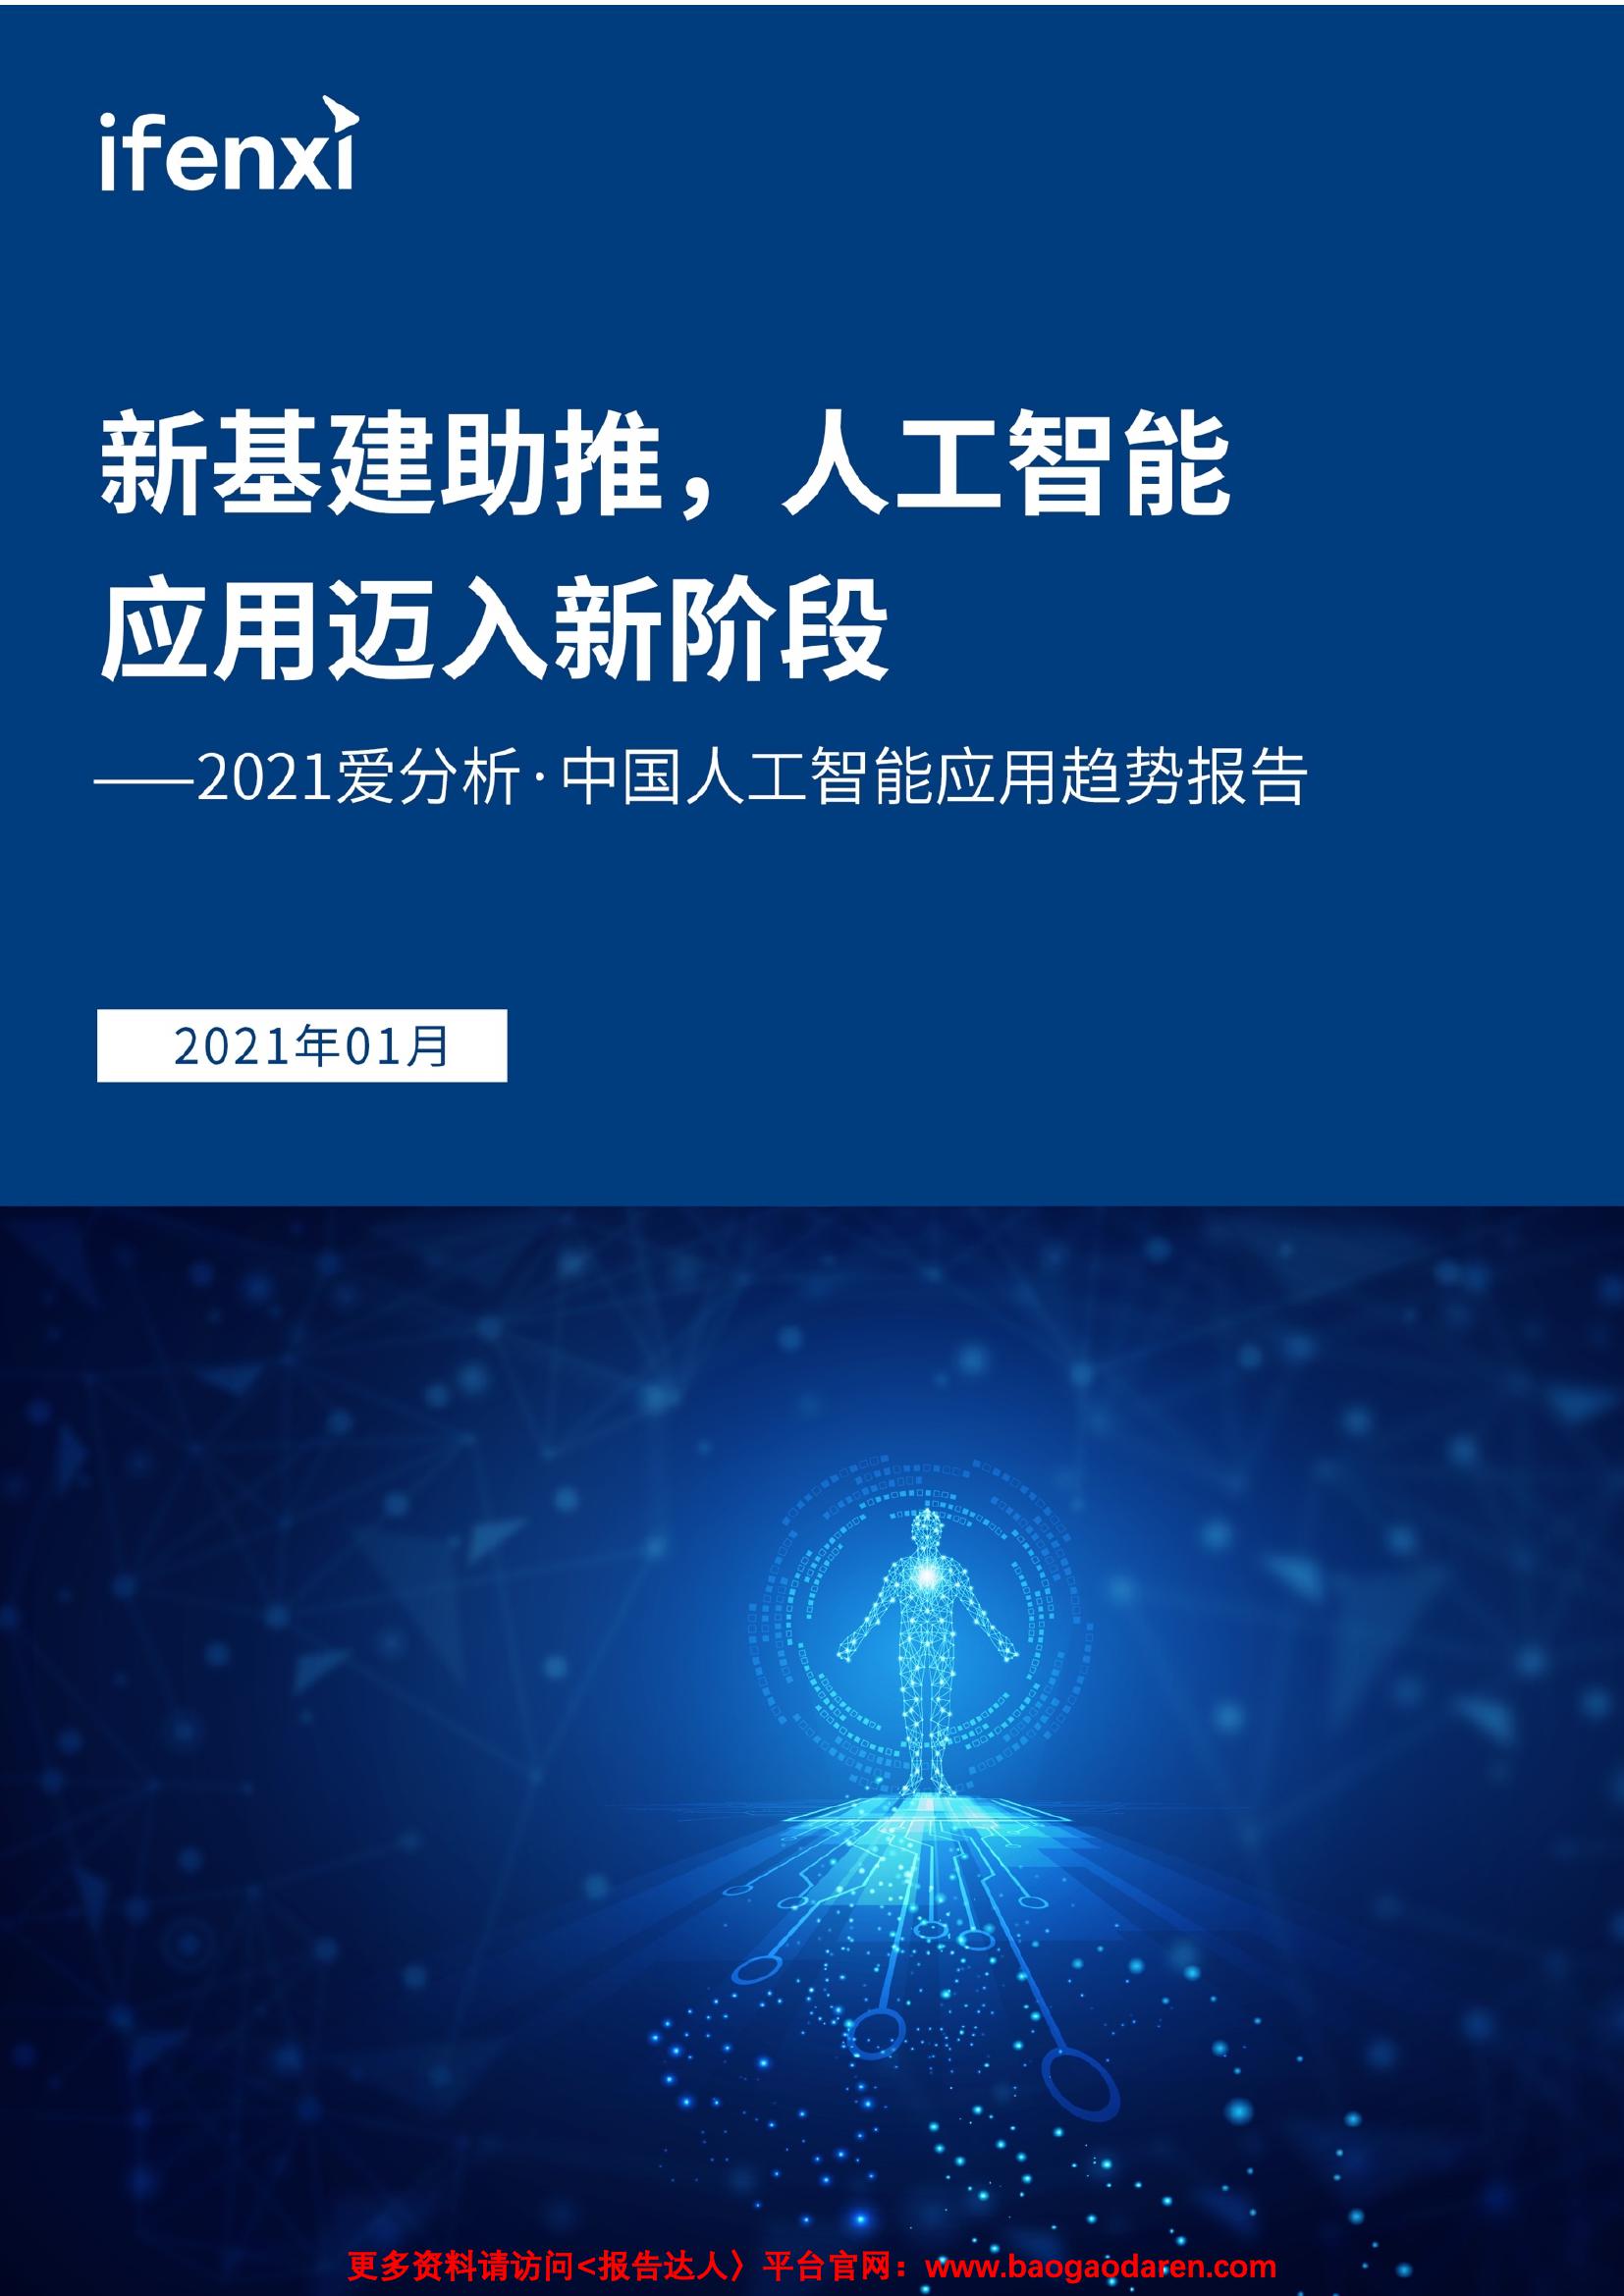 ifenxi
新基建助推，人工智能
应用迈入新阶段
——2021爱分析·中国人工智能应用趋势报告
2021年01月
更多资料请访问<报告达人〉平台官网：www.baogaodaren.com